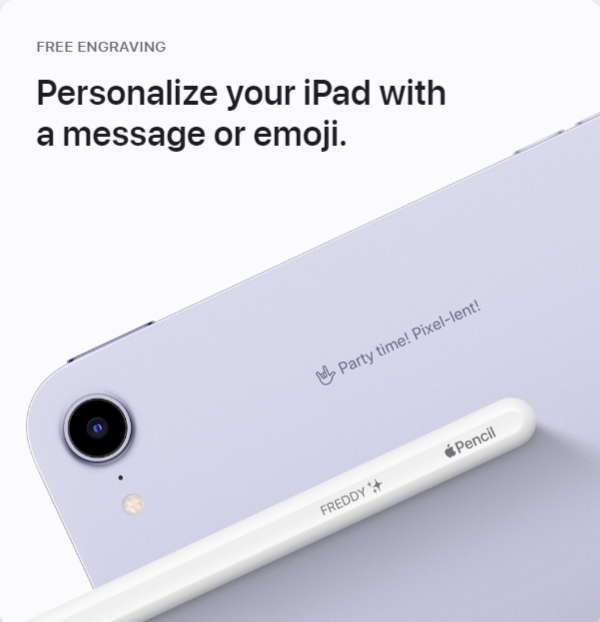 FREE ENGRAVING
Personalize your iPad with
a message or emoji.
🤟 Party time! Pixel-lent!
FREDDY ✨
Pencil